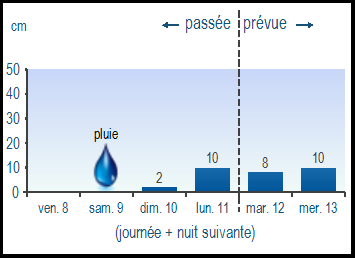 ← passée prévue →
cm
50
40
30
20
10
0
pluie
2
10
8
10
ven. 8 sam. 9 dim. 10 lun. 11 mar. 12 mer. 13
(journée + nuit suivante)